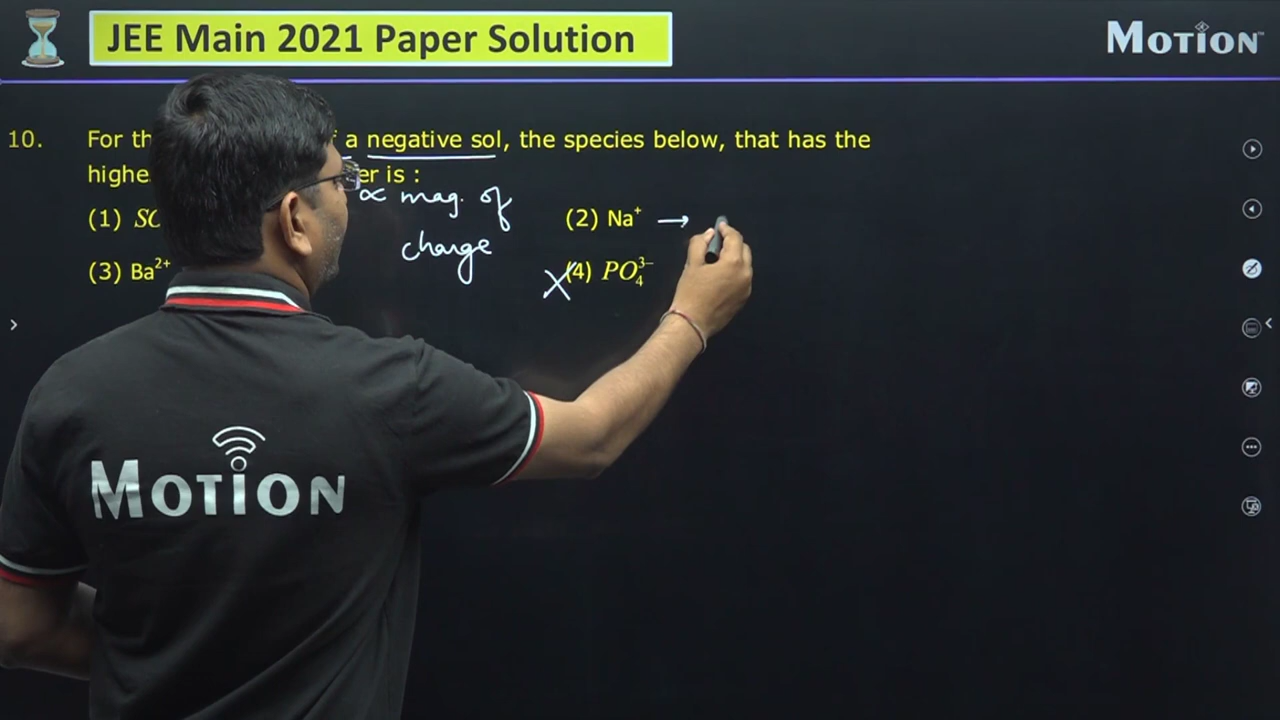 JEE Main 2021 Paper Solution
MOTION
10. For th a negative sol, the species below, that has the
highe er is :
∝ mag. of
charge
(1) SO (2) Na⁺ →
(3) Ba²⁺ X (4) PO₄³⁻
MOTION